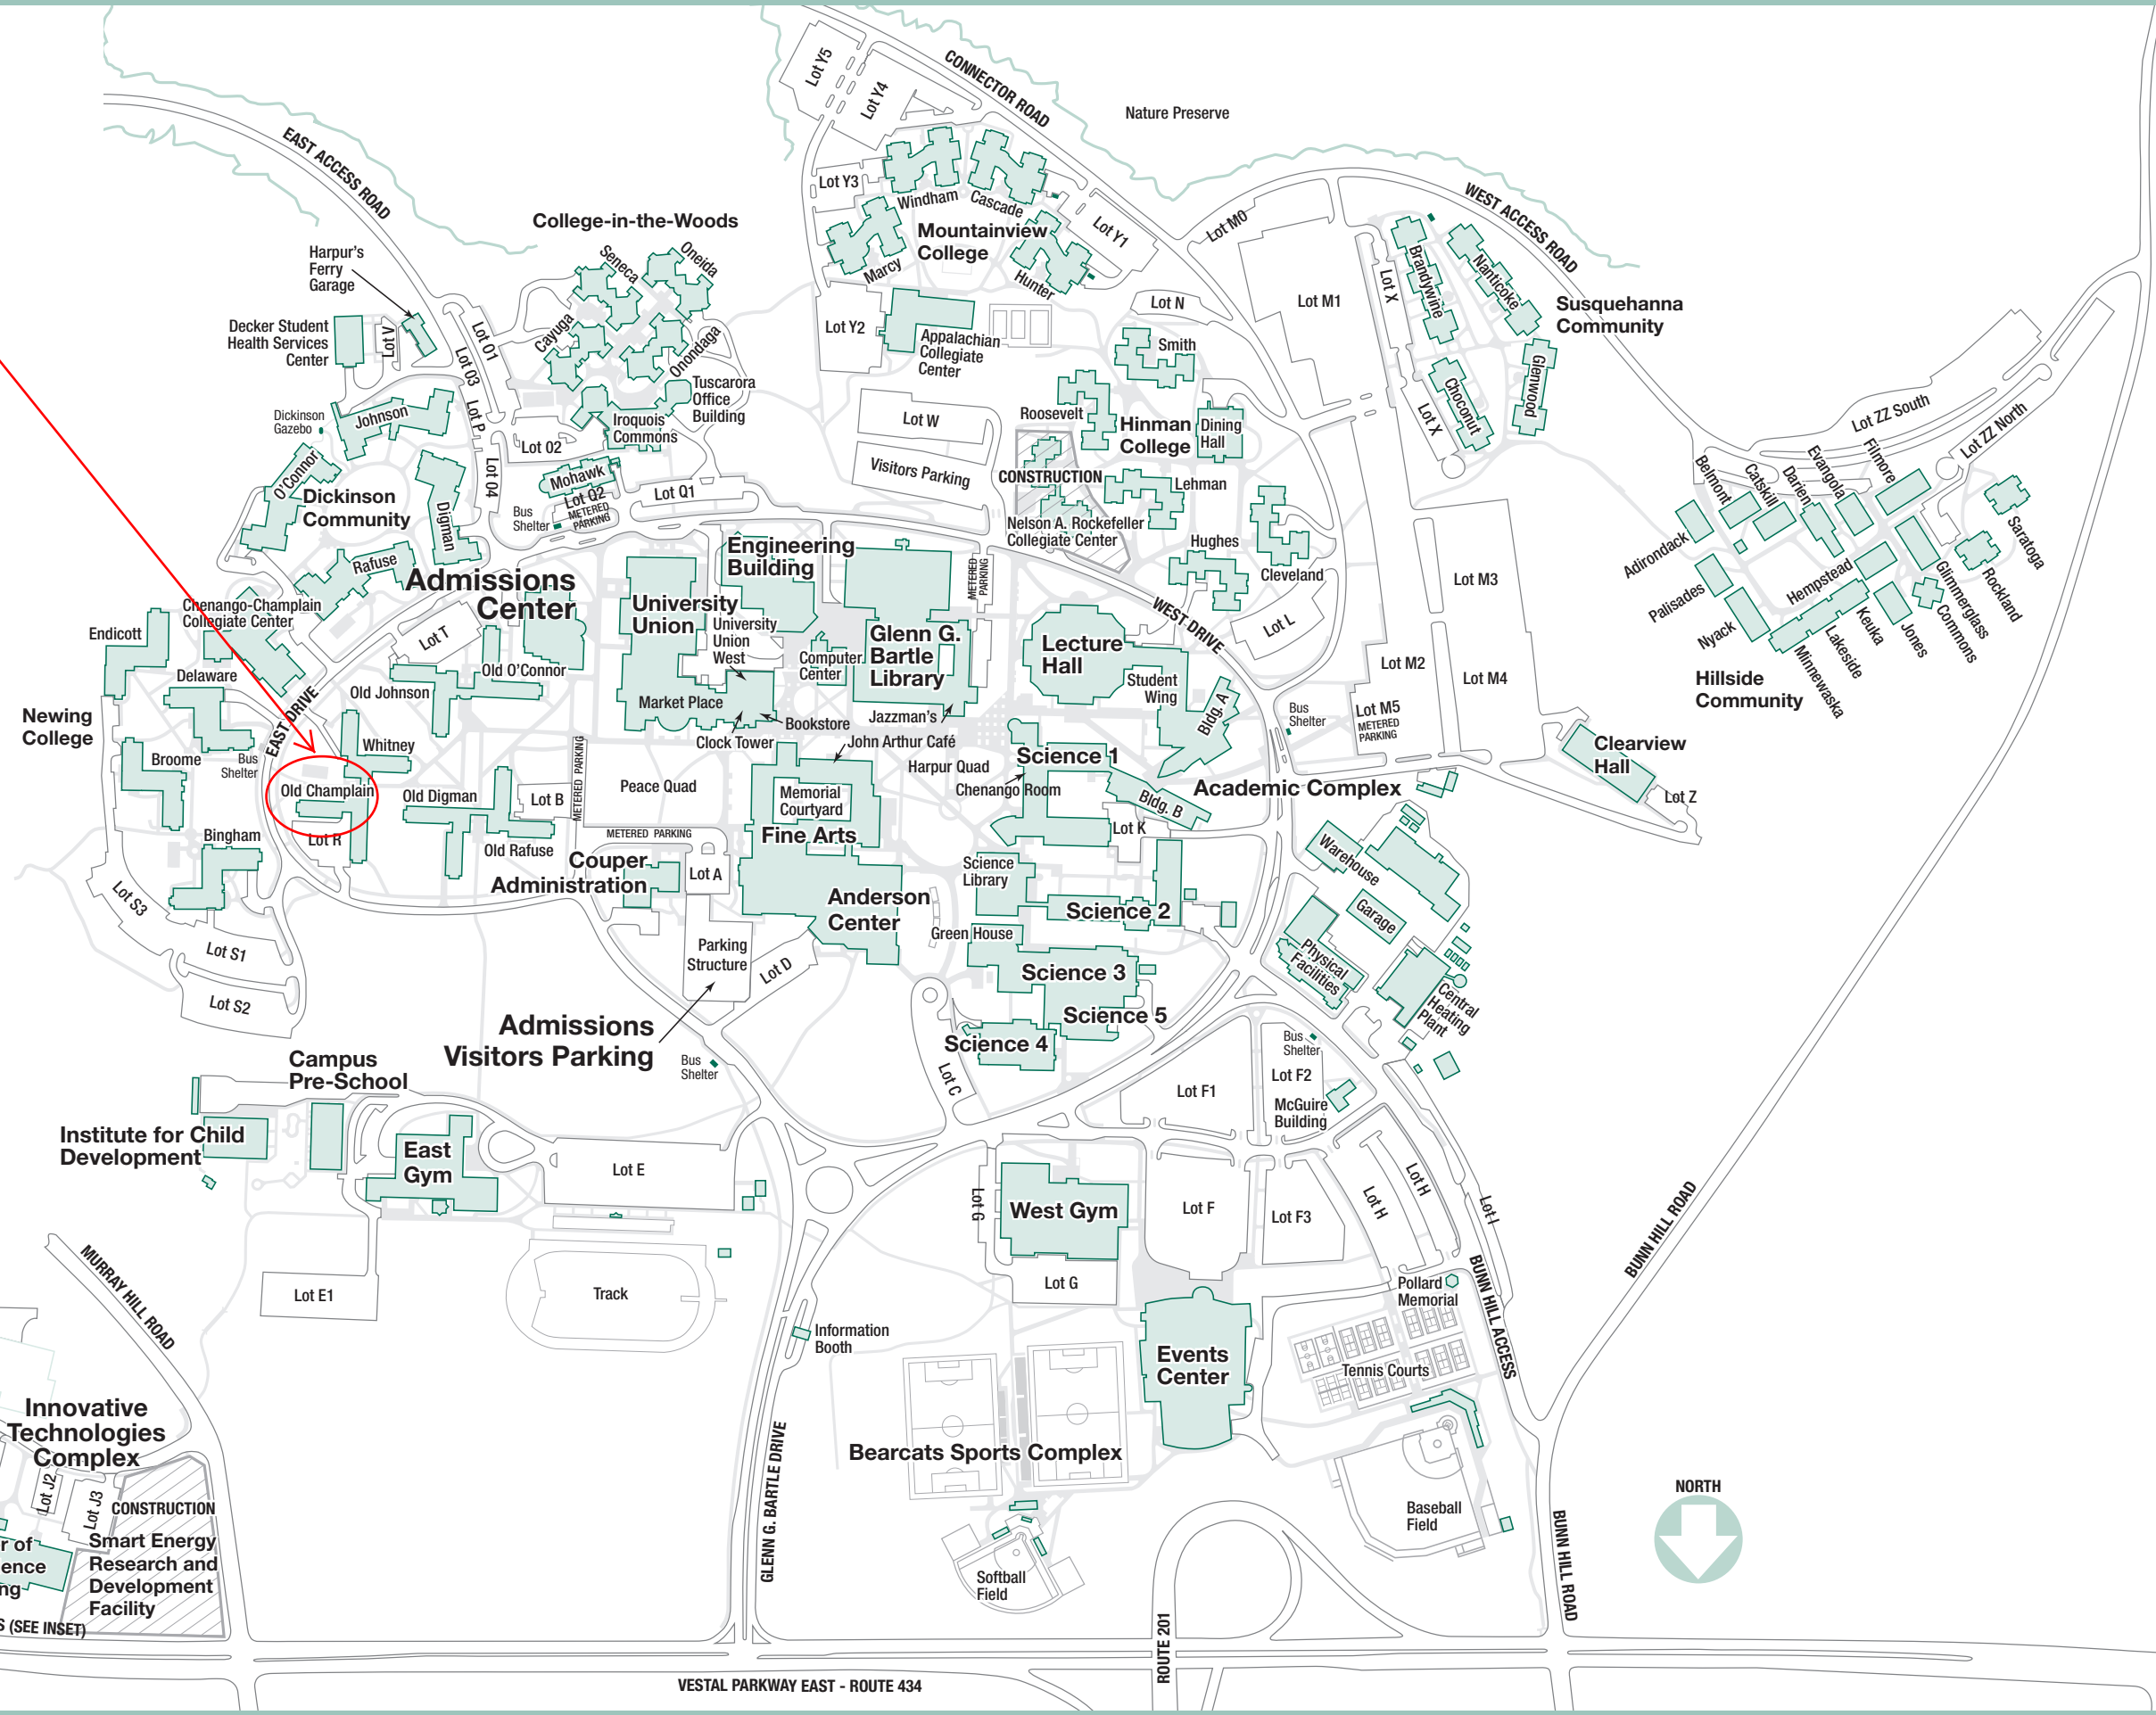 CONNECTOR ROAD
Nature Preserve
Lot Y5
Lot Y4
EAST ACCESS ROAD
WEST ACCESS ROAD
Lot Y3
Windham
Cascade
Lot Y1
Lot M0
Mountainview
College
Marcy
Hunter
College-in-the-Woods
Seneca
Oneida
Harpur's
Ferry
Garage
Decker Student
Health Services
Center
Lot V
Lot O1
Lot 03
Lot P
Cayuga
Onondaga
Tuscarora
Office
Building
Iroquois
Commons
Lot 02
Lot 04
Mohawk
Lot Q2
METERED
PARKING
Lot Q1
Bus
Shelter
Lot Y2
Appalachian
Collegiate
Center
Lot N
Lot M1
Lot X
Brandywine
Nanticoke
Susquehanna
Community
Choconut
Glenwood
Lot X
Smith
Roosevelt
Hinman
College
Dining
Hall
Lot W
Visitors Parking
CONSTRUCTION
Lehman
Nelson A. Rockefeller
Collegiate Center
Hughes
Cleveland
Lot L
WEST DRIVE
Dickinson
Gazebo
Johnson
O'Connor
Dickinson
Community
Digman
Rafuse
Admissions
Center
Chenango-Champlain
Collegiate Center
Endicott
Delaware
Newing
College
Broome
Bus
Shelter
EAST DRIVE
Lot T
Old O'Connor
Old Johnson
Whitney
Old Champlain
Lot R
Old Digman
Old Rafuse
Lot B
METERED PARKING
Bingham
Lot S3
Lot S1
Lot S2
Engineering
Building
University
Union
University
Union
West
Market Place
Computer
Center
Glenn G.
Bartle
Library
METERED
PARKING
Bookstore
Jazzman's
Clock Tower
John Arthur Café
Peace Quad
METERED PARKING
Memorial
Courtyard
Fine Arts
Harpur Quad
Lecture
Hall
Student
Wing
Bldg. A
Science 1
Chenango Room
Bldg. B
Academic Complex
Lot K
Couper
Administration
Lot A
Anderson
Center
Parking
Structure
Lot D
Admissions
Visitors Parking
Bus
Shelter
Science
Library
Science 2
Green House
Science 3
Science 5
Science 4
Lot C
Lot M3
Lot M2
Lot M4
Lot M5
METERED
PARKING
Bus
Shelter
Clearview
Hall
Lot Z
Warehouse
Garage
Physical
Facilities
Central
Heating
Plant
Lot ZZ South
Lot ZZ North
Belmont
Catskill
Darien
Evangola
Filmore
Adirondack
Palisades
Nyack
Hempstead
Minnewaska
Lakeside
Keuka
Jones
Commons
Glimmerglass
Rockland
Saratoga
Hillside
Community
Campus
Pre-School
Institute for Child
Development
East
Gym
Lot E
Lot E1
Track
MURRAY HILL ROAD
Innovative
Technologies
Complex
Lot J2
Lot J3
CONSTRUCTION
Smart Energy
Research and
Development
Facility
r of
ence
ng
S (SEE INSET)
GLENN G. BARTLE DRIVE
Information
Booth
Lot G
West Gym
Lot G
Lot F1
Lot F2
Bus
Shelter
McGuire
Building
Lot F
Lot F3
Lot H
Lot H
Lot I
BUNN HILL ACCESS
Pollard
Memorial
Tennis Courts
Events
Center
Bearcats Sports Complex
Softball
Field
Baseball
Field
BUNN HILL ROAD
BUNN HILL ROAD
NORTH
ROUTE 201
VESTAL PARKWAY EAST - ROUTE 434